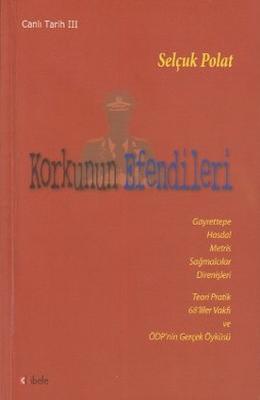 Canlı Tarih III
Selçuk Polat
Korkunun Efendileri
Gayrettepe
Hasdal
Metris
Sağmalcılar
Direnişleri
Teori Pratik
68'liler Vakfı
ve
ÖDP'nin Gerçek Öyküsü
ibele